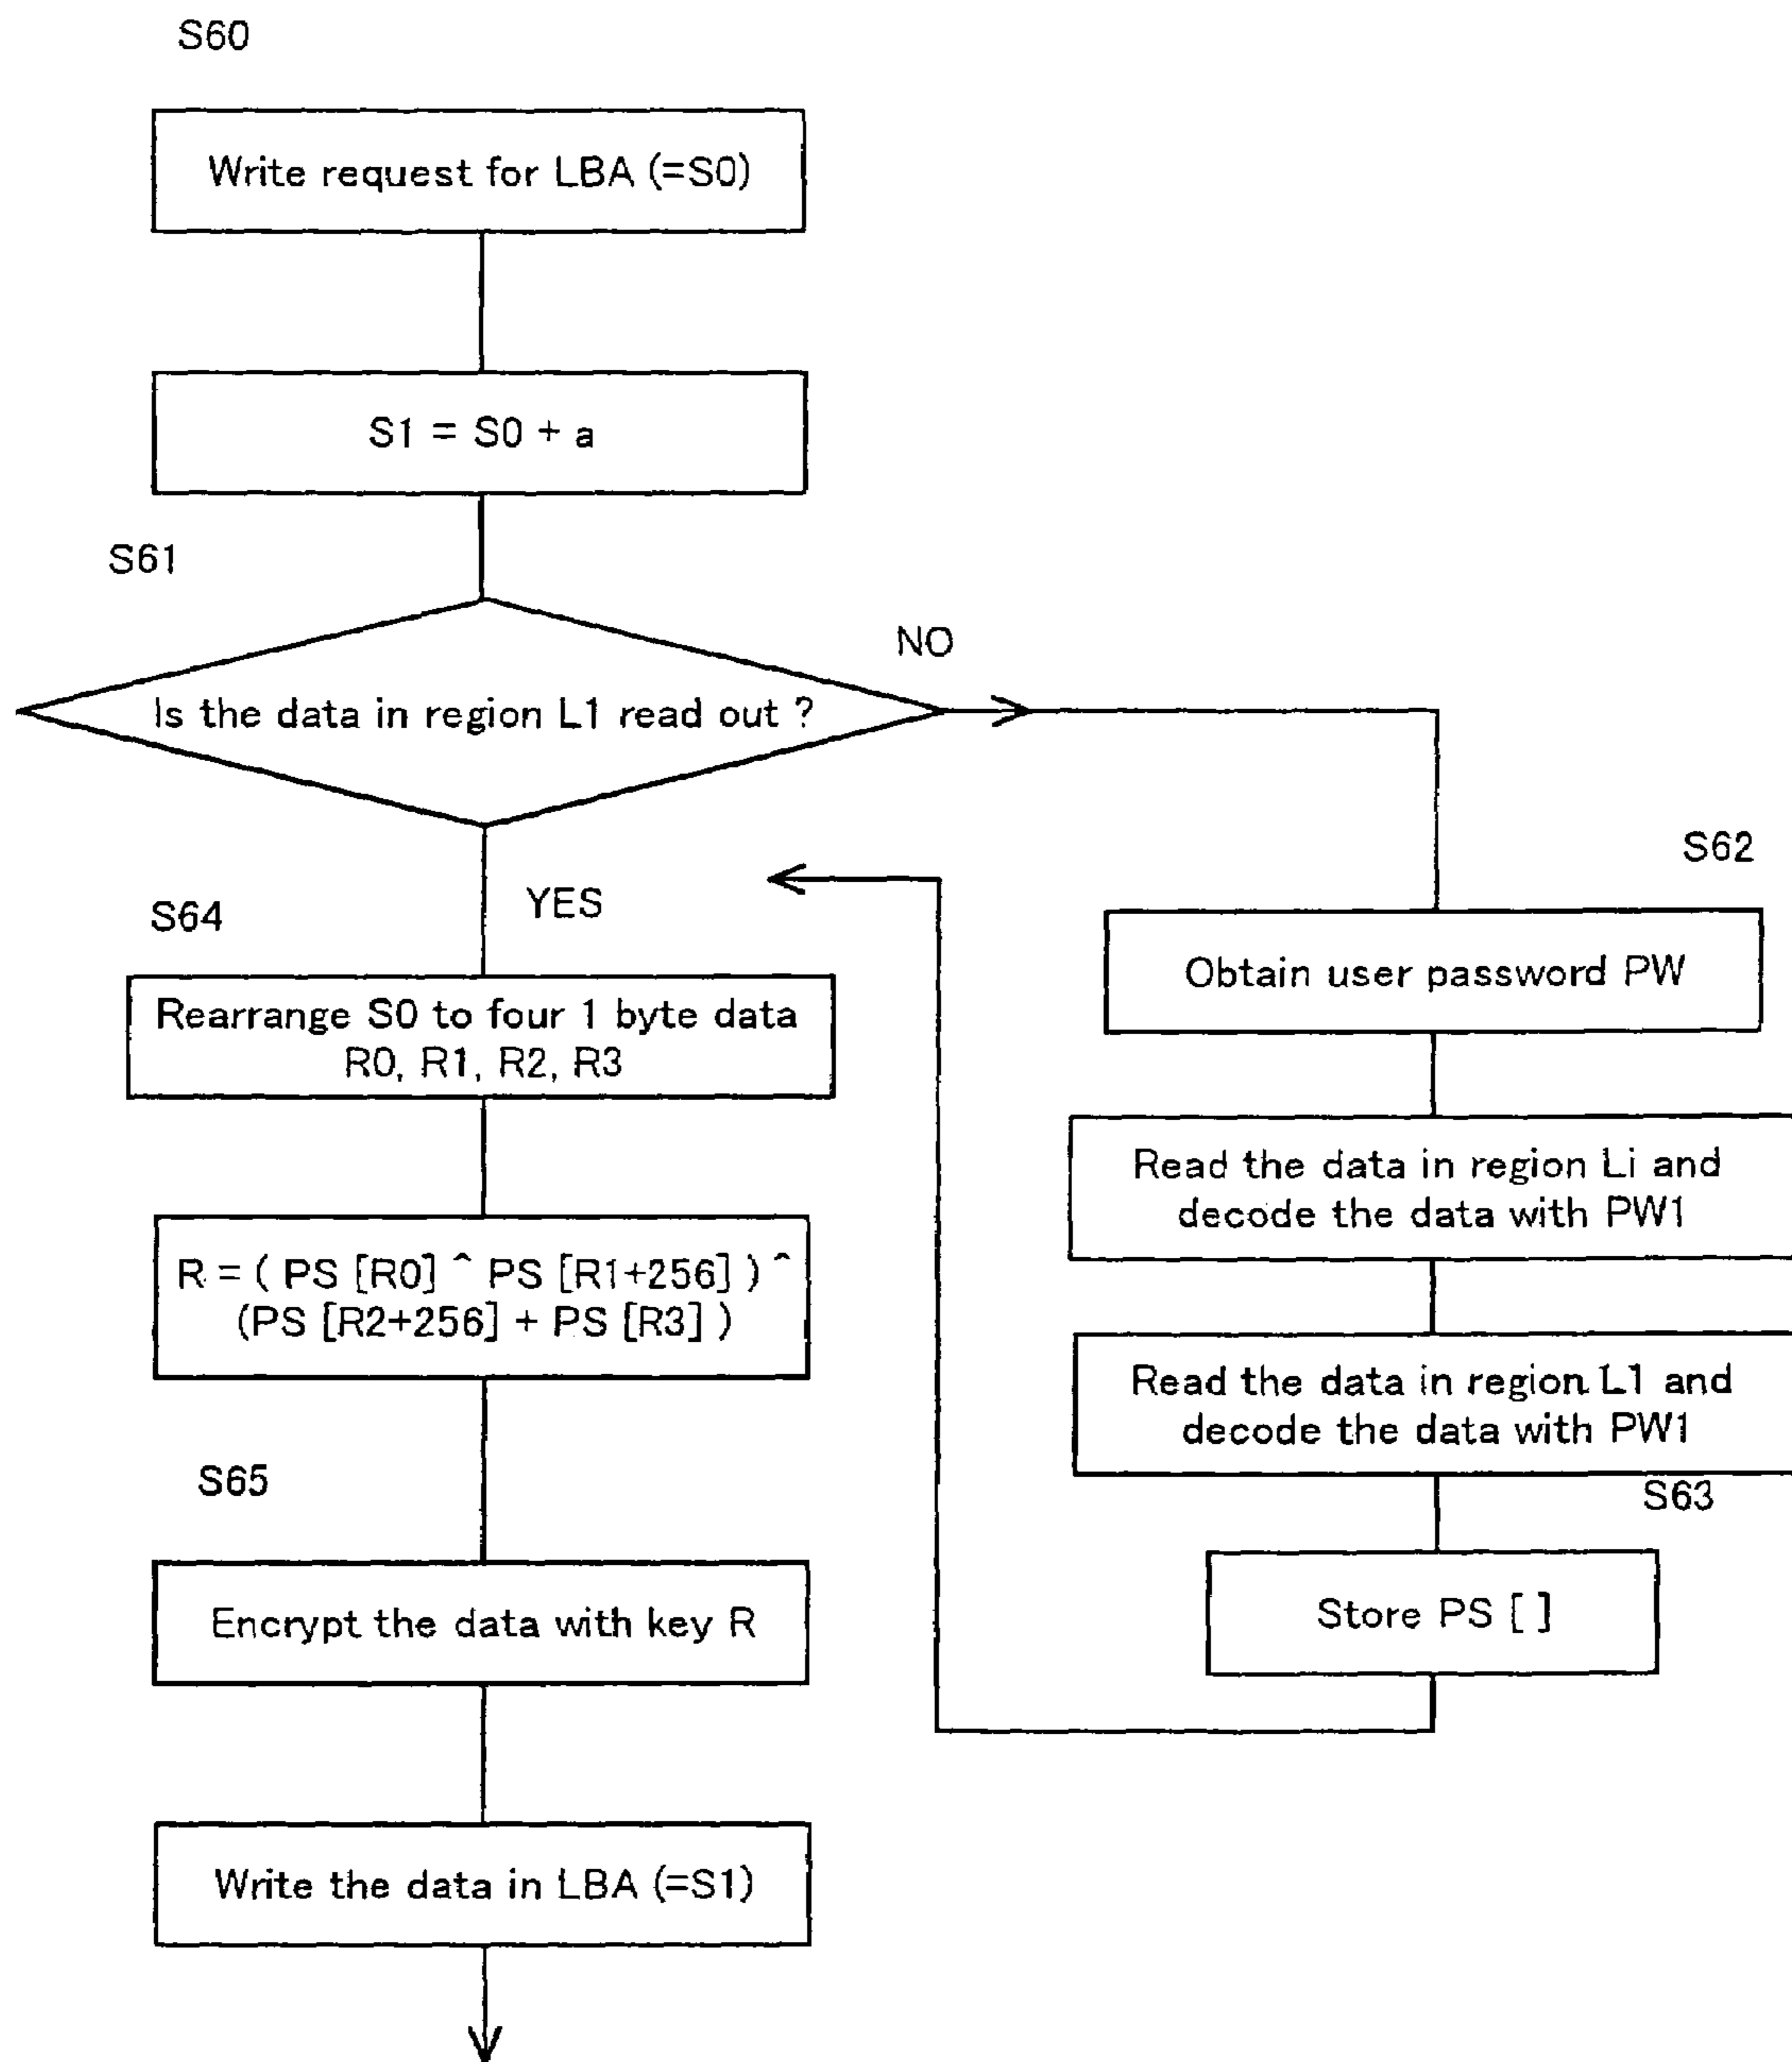 S60
Write request for LBA (=S0)
S1 = S0 + a
S61
Is the data in region L1 read out ?
NO
YES
S64
Rearrange S0 to four 1 byte data
R0, R1, R2, R3
R = ( PS [R0] ^ PS [R1+256] ) ^
(PS [R2+256] + PS [R3] )
S65
Encrypt the data with key R
Write the data in LBA (=S1)
S62
Obtain user password PW
Read the data in region Li and
decode the data with PW1
Read the data in region L1 and
decode the data with PW1
S63
Store PS [ ]